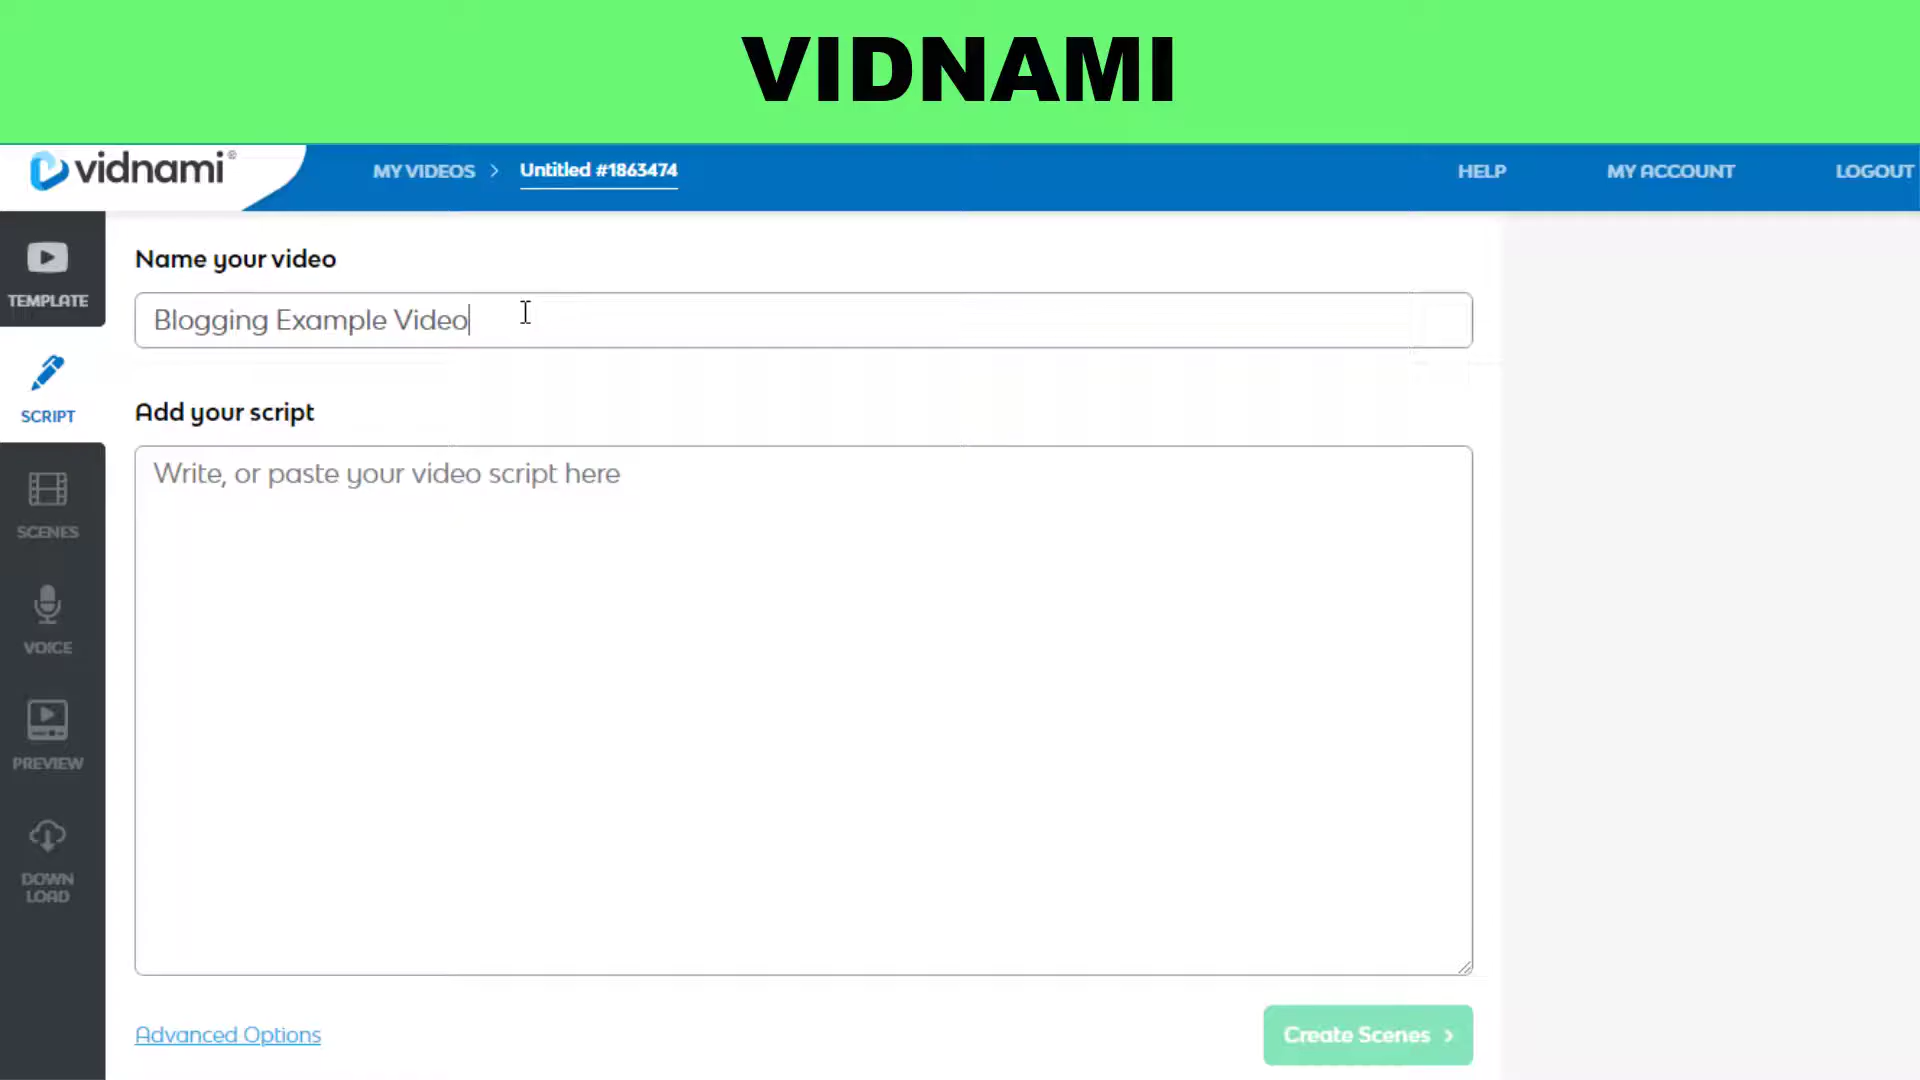 VIDNAMI
vidnami®
MY VIDEOS > Untitled #1863474
HELP
MY ACCOUNT
LOGOUT
TEMPLATE
SCRIPT
SCENES
VOICE
PREVIEW
DOWN
LOAD
Name your video
Blogging Example Video
Add your script
Write, or paste your video script here
Advanced Options
Create Scenes >